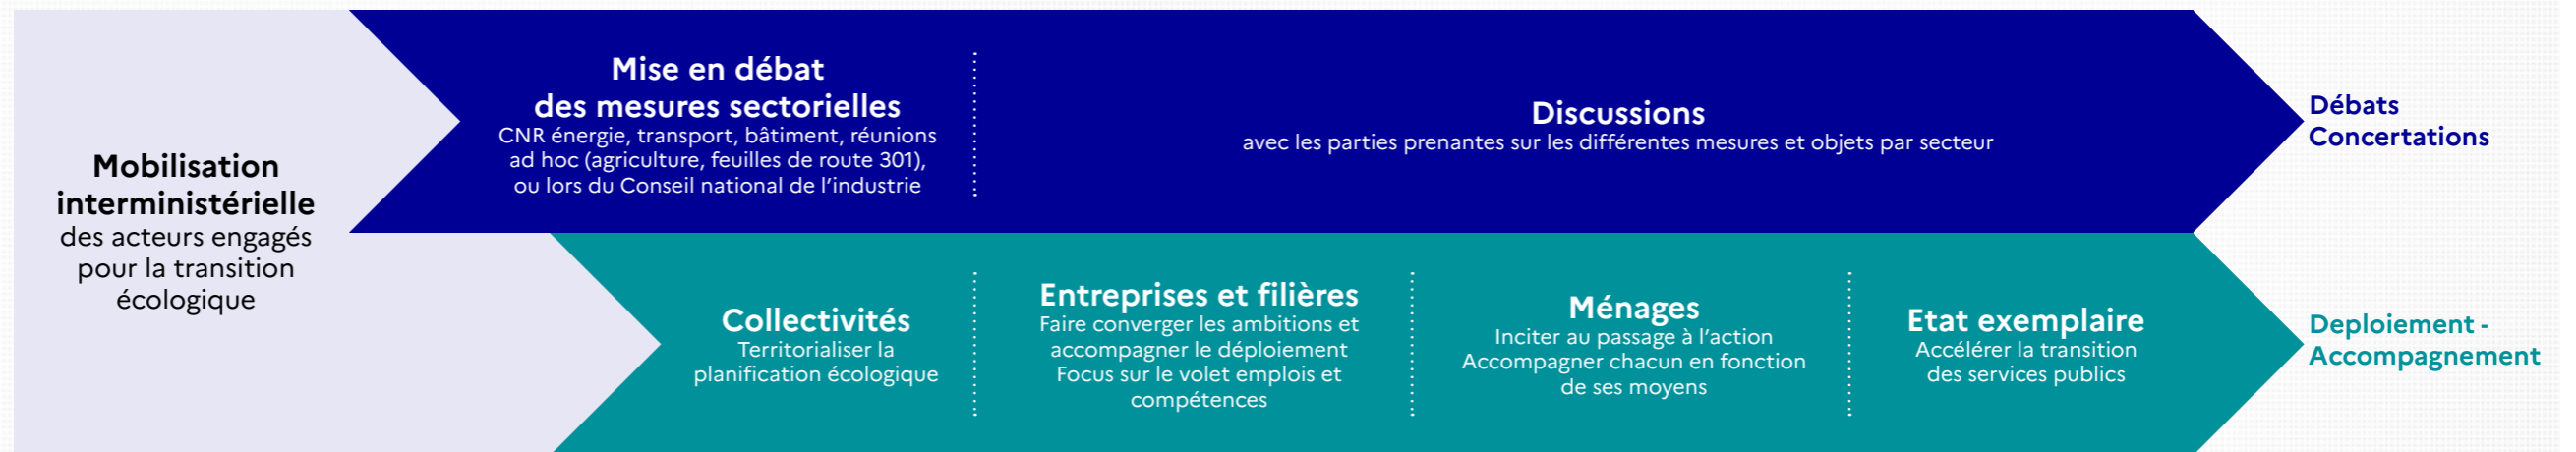 Mobilisation
interministérielle
des acteurs engagés
pour la transition
écologique
Mise en débat
des mesures sectorielles
CNR énergie, transport, bâtiment, réunions
ad hoc (agriculture, feuilles de route 301),
ou lors du Conseil national de l’industrie
Discussions
avec les parties prenantes sur les différentes mesures et objets par secteur
Débats
Concertations
Collectivités
Territorialiser la
planification écologique
Entreprises et filières
Faire converger les ambitions et
accompagner le déploiement
Focus sur le volet emplois et
compétences
Ménages
Inciter au passage à l’action
Accompagner chacun en fonction
de ses moyens
Etat exemplaire
Accélérer la transition
des services publics
Deploiement -
Accompagnement